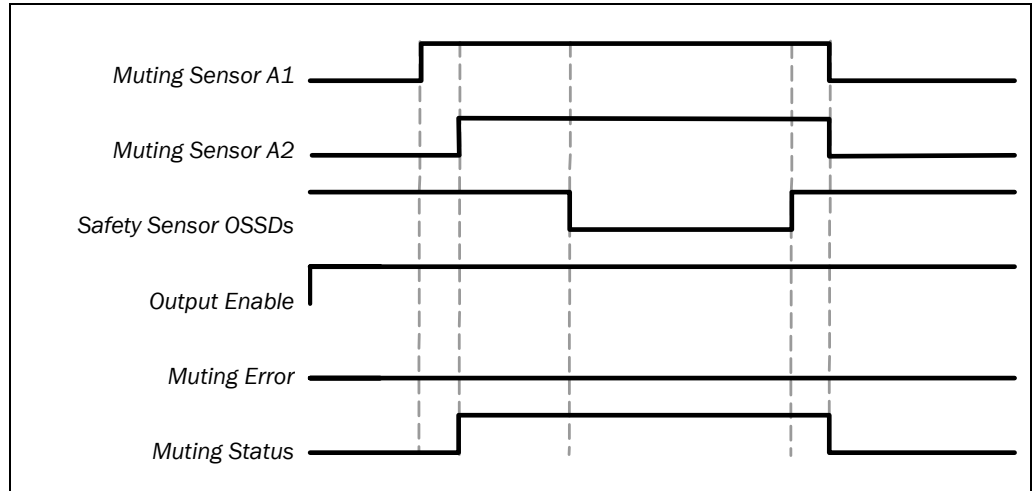 Muting Sensor A1
Muting Sensor A2
Safety Sensor OSSDs
Output Enable
Muting Error
Muting Status